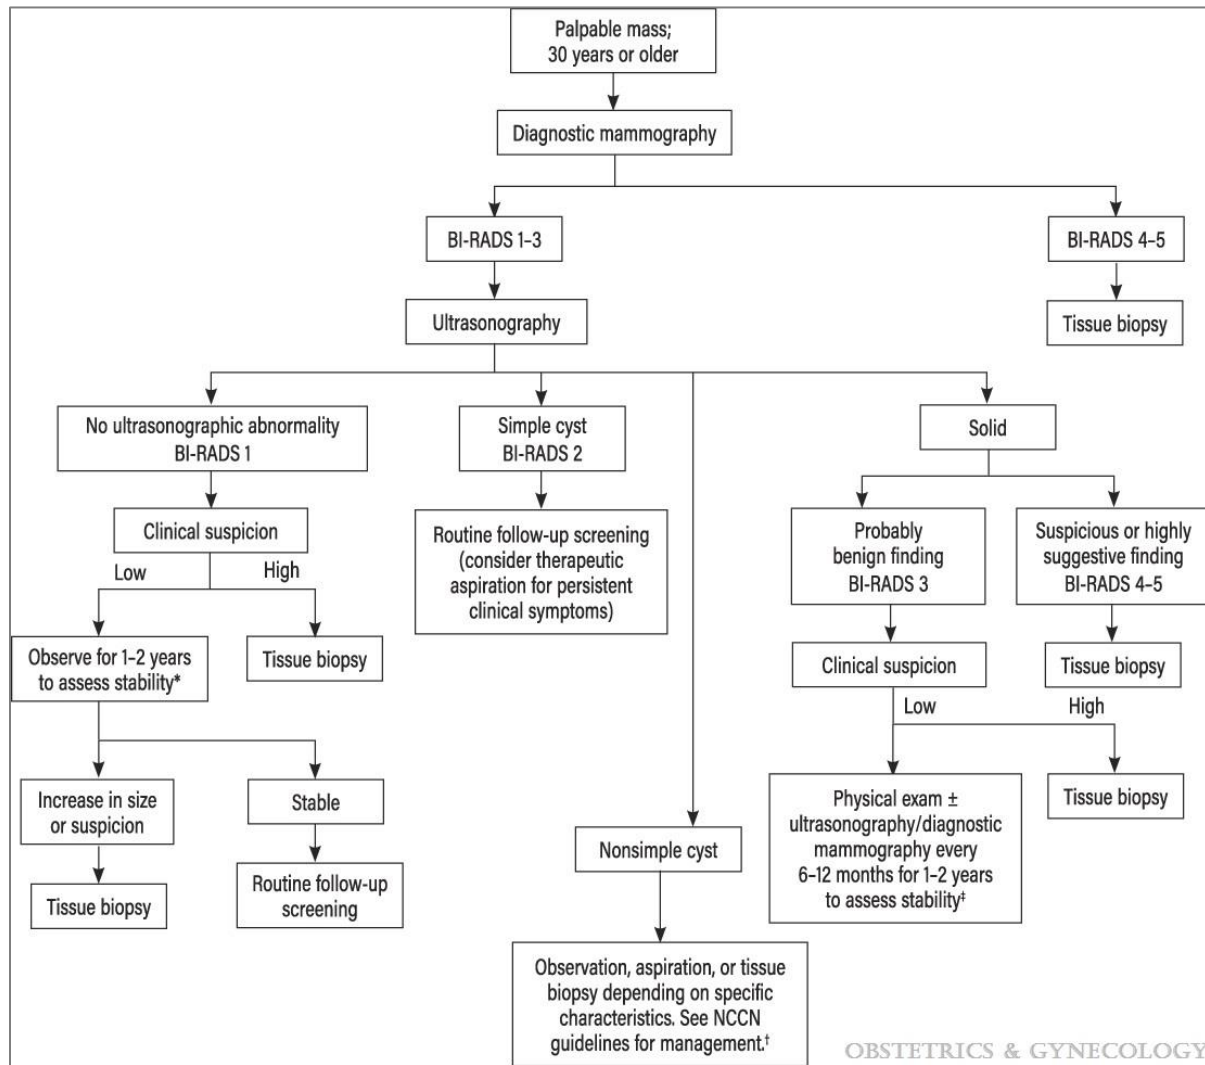 Palpable mass;
30 years or older
Diagnostic mammography
BI-RADS 1–3
BI-RADS 4–5
Ultrasonography
Tissue biopsy
No ultrasonographic abnormality
BI-RADS 1
Simple cyst
BI-RADS 2
Solid
Clinical suspicion
Low
High
Routine follow-up screening
(consider therapeutic
aspiration for persistent
clinical symptoms)
Probably
benign finding
BI-RADS 3
Suspicious or highly
suggestive finding
BI-RADS 4–5
Observe for 1–2 years
to assess stability*
Tissue biopsy
Clinical suspicion
Tissue biopsy
Low
High
Increase in size
or suspicion
Stable
Nonsimple cyst
Physical exam ±
ultrasonography/diagnostic
mammography every
6–12 months for 1–2 years
to assess stability‡
Tissue biopsy
Tissue biopsy
Routine follow-up
screening
Observation, aspiration, or tissue
biopsy depending on specific
characteristics. See NCCN
guidelines for management.†
OBSTETRICS & GYNECOLOGY